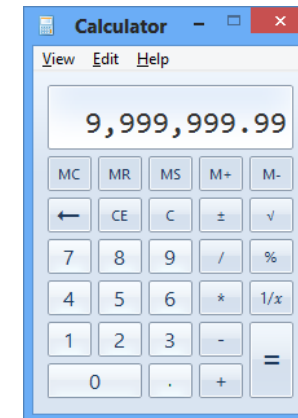 Calculator
View Edit Help
9,999,999.99
MC MR MS M+ M-
← CE C ± √
7 8 9 / %
4 5 6 * 1/x
1 2 3 - =
0 . +